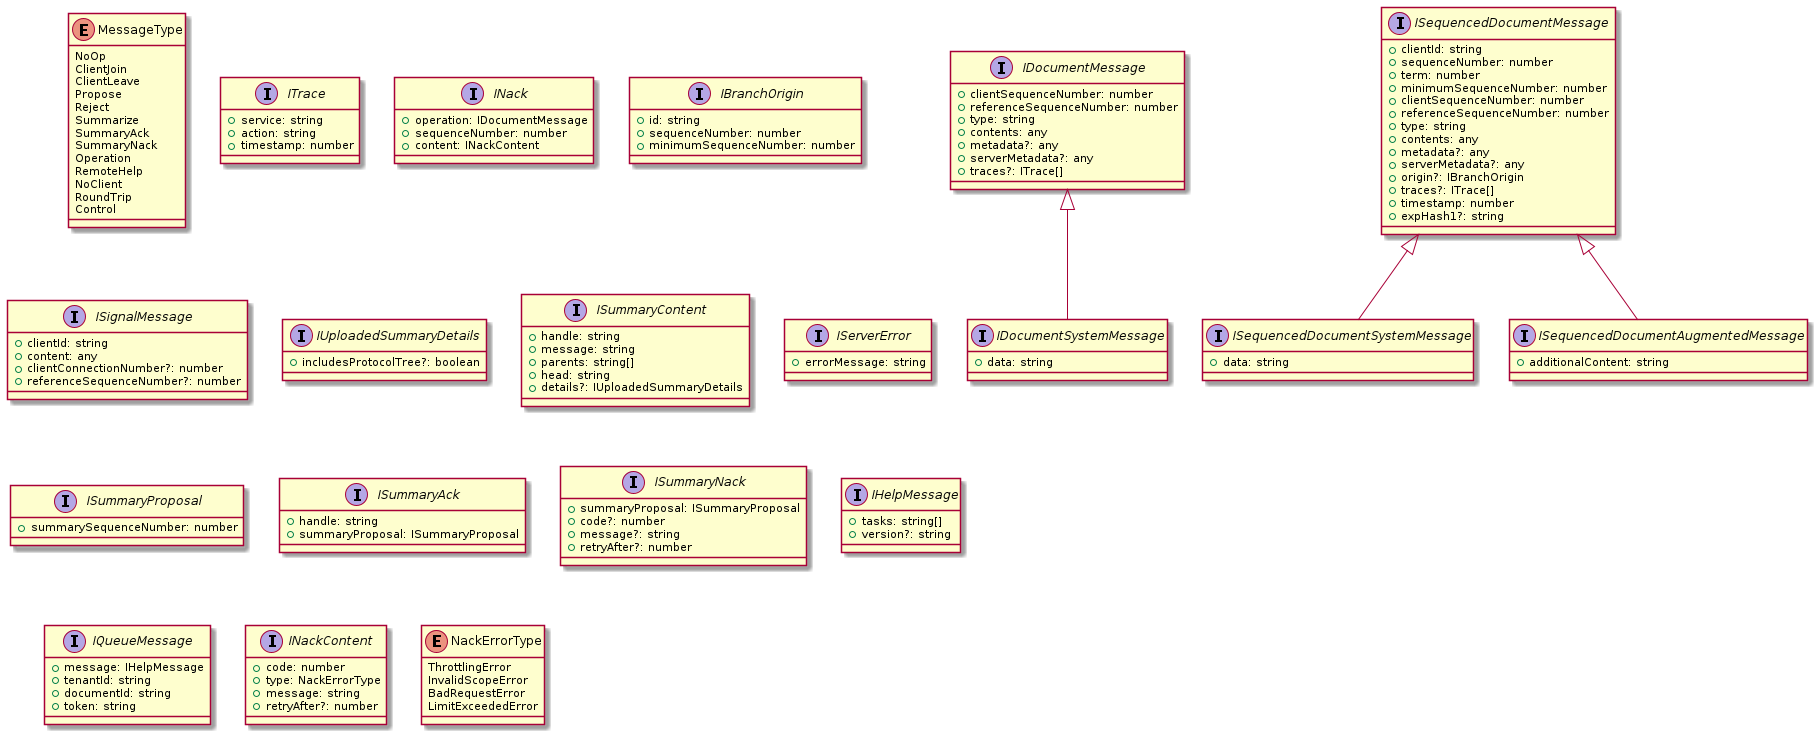 E MessageType
NoOp
ClientJoin
ClientLeave
Propose
Reject
Summarize
SummaryAck
SummaryNack
Operation
RemoteHelp
NoClient
RoundTrip
Control
I ITrace
service: string
action: string
timestamp: number
I INack
operation: IDocumentMessage
sequenceNumber: number
content: INackContent
I IBranchOrigin
id: string
sequenceNumber: number
minimumSequenceNumber: number
I IDocumentMessage
clientSequenceNumber: number
referenceSequenceNumber: number
type: string
contents: any
metadata?: any
serverMetadata?: any
traces?: ITrace[]
I ISequencedDocumentMessage
clientId: string
sequenceNumber: number
term: number
minimumSequenceNumber: number
clientSequenceNumber: number
referenceSequenceNumber: number
type: string
contents: any
metadata?: any
serverMetadata?: any
origin?: IBranchOrigin
traces?: ITrace[]
timestamp: number
expHash1?: string
I ISignalMessage
clientId: string
content: any
clientConnectionNumber?: number
referenceSequenceNumber?: number
I IUploadedSummaryDetails
includesProtocolTree?: boolean
I ISummaryContent
handle: string
message: string
parents: string[]
head: string
details?: IUploadedSummaryDetails
I IServerError
errorMessage: string
I IDocumentSystemMessage
data: string
I ISequencedDocumentSystemMessage
data: string
I ISequencedDocumentAugmentedMessage
additionalContent: string
I ISummaryProposal
summarySequenceNumber: number
I ISummaryAck
handle: string
summaryProposal: ISummaryProposal
I ISummaryNack
summaryProposal: ISummaryProposal
code?: number
message?: string
retryAfter?: number
I IHelpMessage
tasks: string[]
version?: string
I IQueueMessage
message: IHelpMessage
tenantId: string
documentId: string
token: string
I INackContent
code: number
type: NackErrorType
message: string
retryAfter?: number
E NackErrorType
ThrottlingError
InvalidScopeError
BadRequestError
LimitExceededError